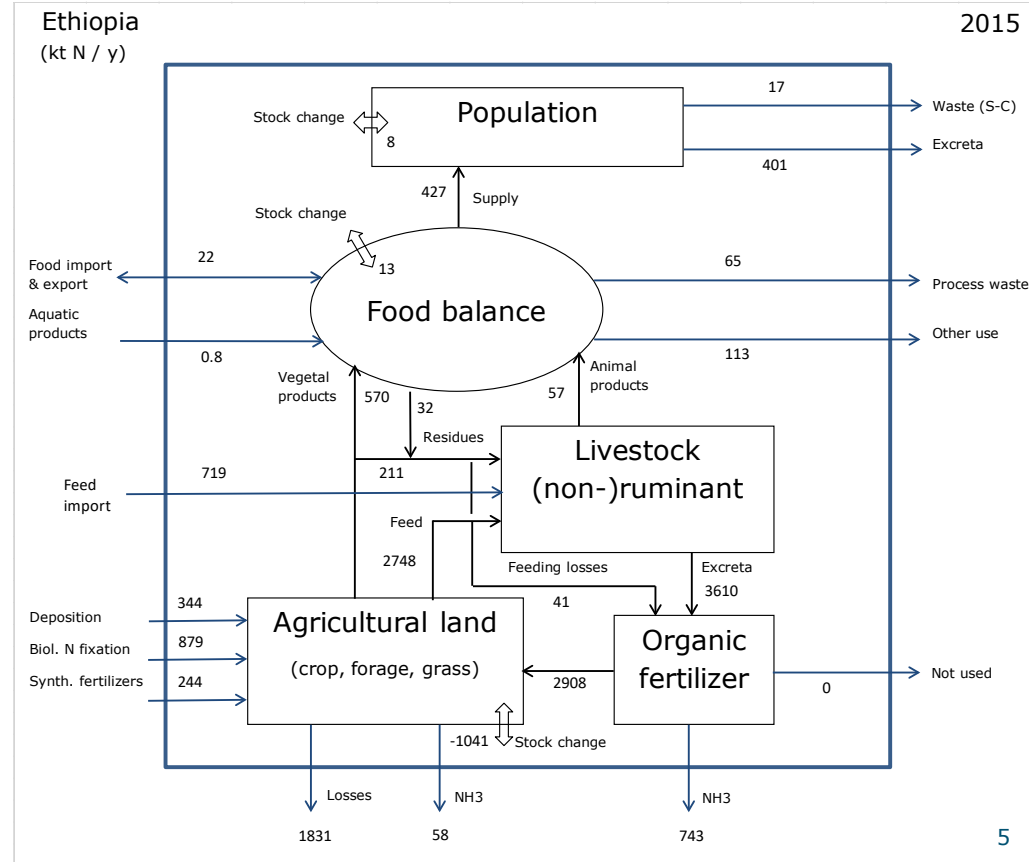 Ethiopia
2015
(kt N / y)
17
Population
Stock change
Waste (S-C)
8
Excreta
401
427
Supply
Stock change
22
13
65
Food import
& export
Process waste
Food balance
Aquatic
products
Other use
0.8
113
Vegetal
products
570
32
57
Animal
products
Residues
Livestock
(non-)ruminant
719
211
Feed
import
Feed
2748
Feeding losses
Excreta
41
3610
Deposition
344
Agricultural land
(crop, forage, grass)
Organic
fertilizer
Biol. N fixation
879
Synth. fertilizers
244
2908
Not used
0
-1041
Stock change
Losses
NH3
NH3
1831
58
743
5